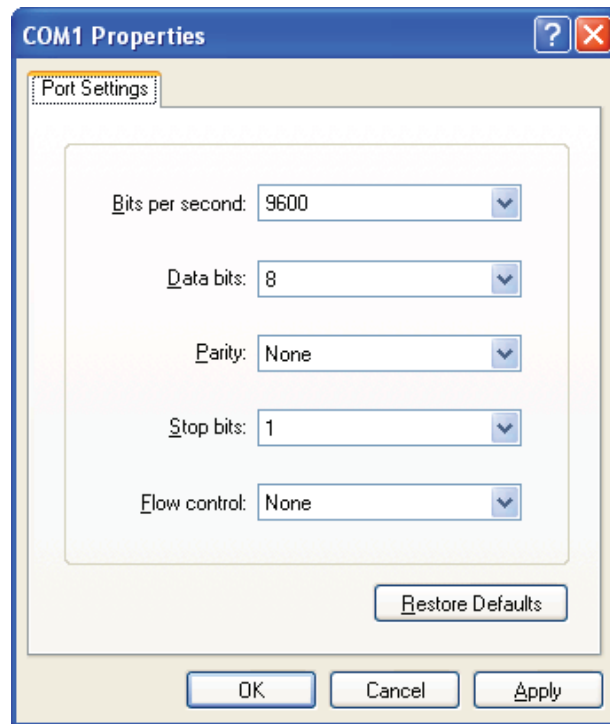 COM1 Properties
?
Port Settings
Bits per second: 9600
Data bits: 8
Parity: None
Stop bits: 1
Flow control: None
Restore Defaults
OK Cancel Apply